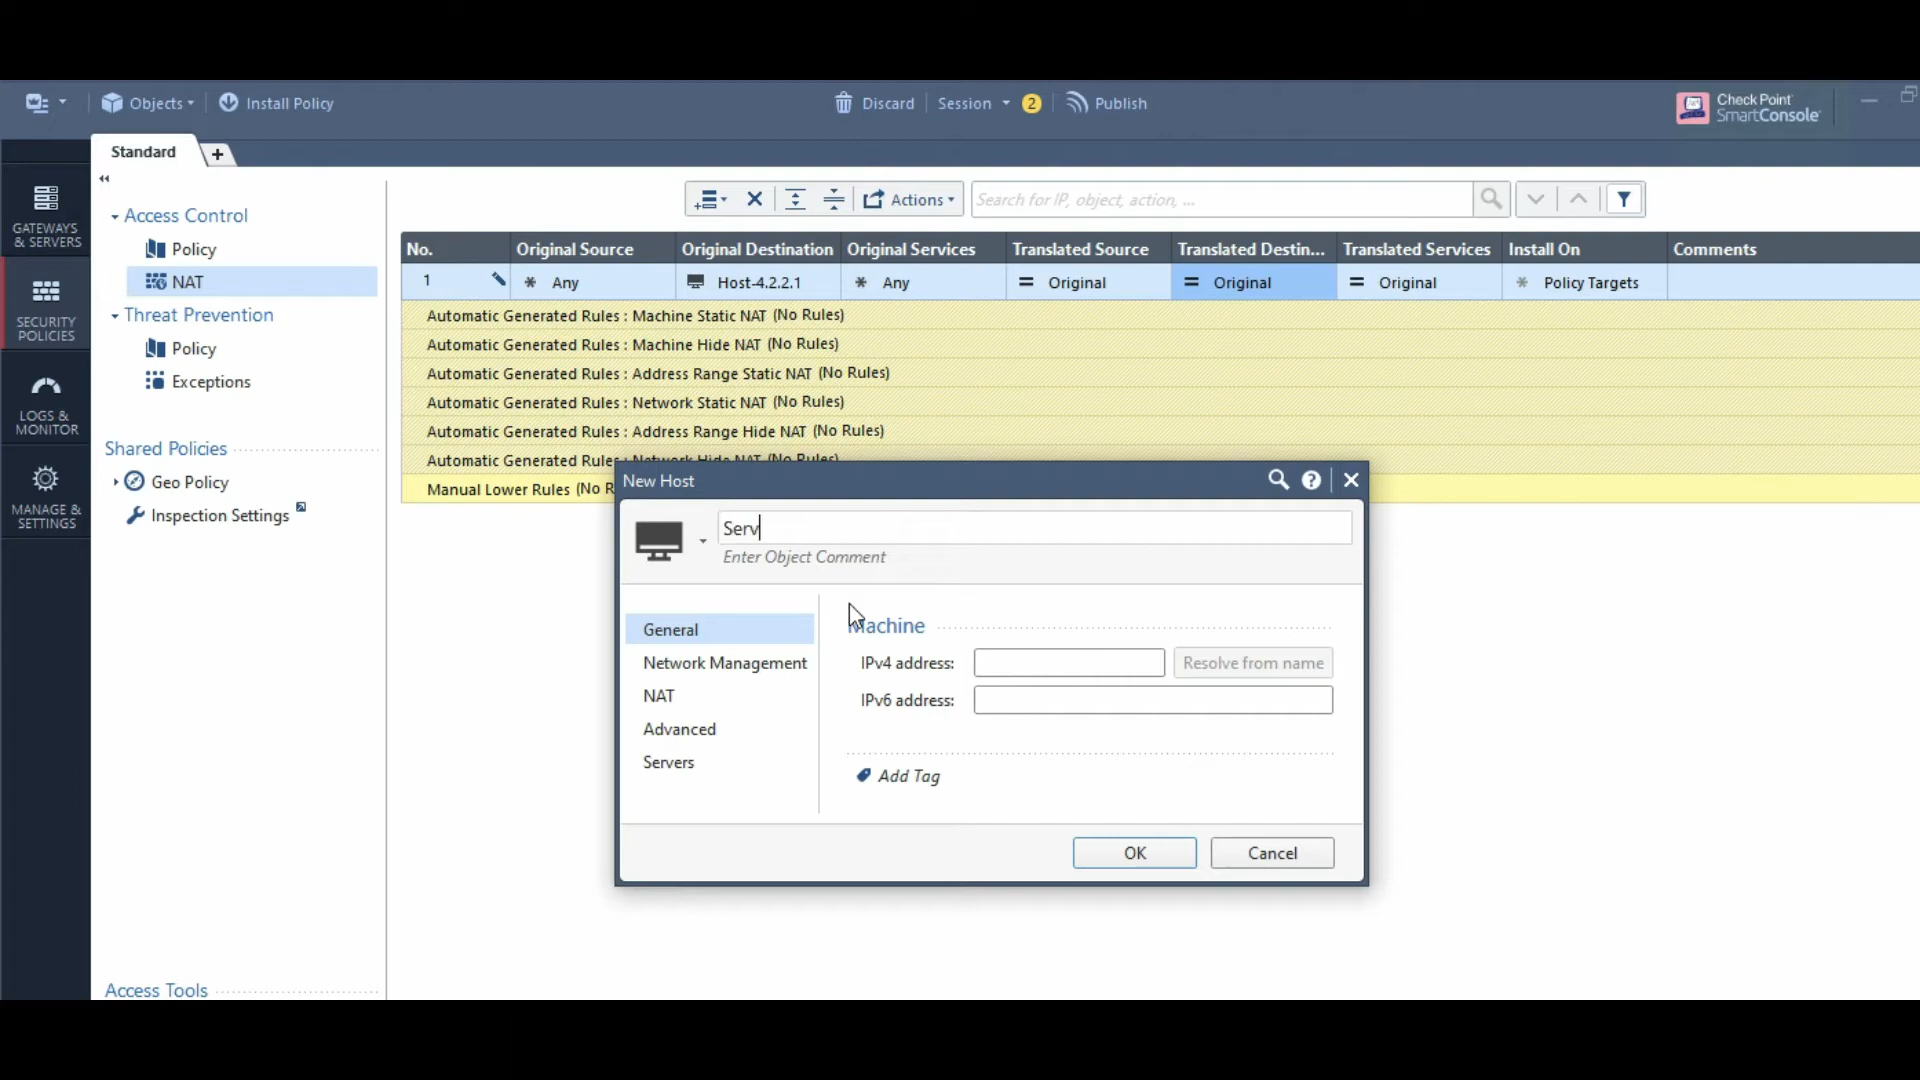 Objects
Install Policy
Discard
Session
2
Publish
Check Point
SmartConsole
Standard
+
GATEWAYS
& SERVERS
SECURITY
POLICIES
LOGS &
MONITOR
MANAGE &
SETTINGS
Access Control
Policy
NAT
Threat Prevention
Policy
Exceptions
Shared Policies
Geo Policy
Inspection Settings
Access Tools
Actions
Search for IP, object, action, ...
No. Original Source Original Destination Original Services Translated Source Translated Destin... Translated Services Install On Comments
1 * Any Host-4.2.2.1 * Any = Original = Original = Original * Policy Targets
Automatic Generated Rules : Machine Static NAT (No Rules)
Automatic Generated Rules : Machine Hide NAT (No Rules)
Automatic Generated Rules : Address Range Static NAT (No Rules)
Automatic Generated Rules : Network Static NAT (No Rules)
Automatic Generated Rules : Address Range Hide NAT (No Rules)
Automatic Generated Rules : Network Hide NAT (No Rules)
Manual Lower Rules (No R
New Host
Serv
Enter Object Comment
General
Network Management
NAT
Advanced
Servers
Machine
IPv4 address:
Resolve from name
IPv6 address:
Add Tag
OK
Cancel